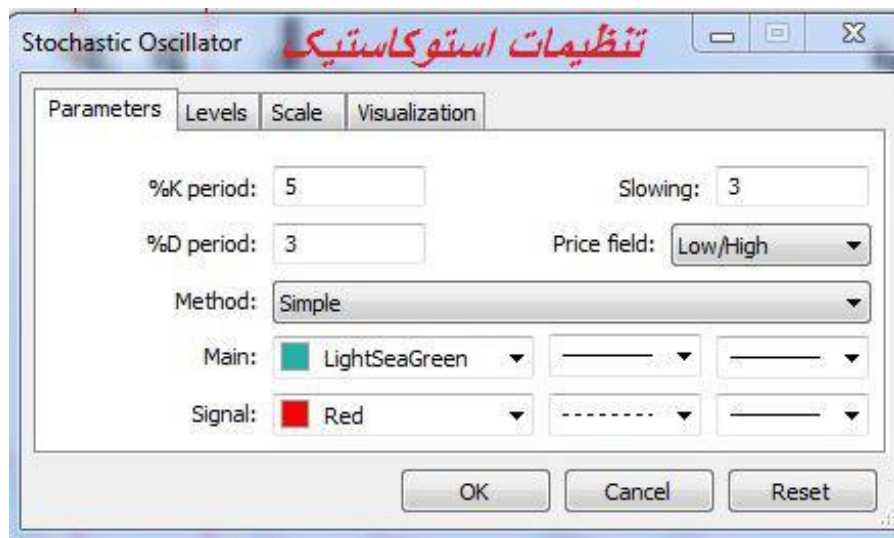 Stochastic Oscillator تنظیمات استوکاستیک
Parameters Levels Scale Visualization
%K period: 5 Slowing: 3
%D period: 3 Price field: Low/High
Method: Simple
Main: LightSeaGreen
Signal: Red
OK Cancel Reset